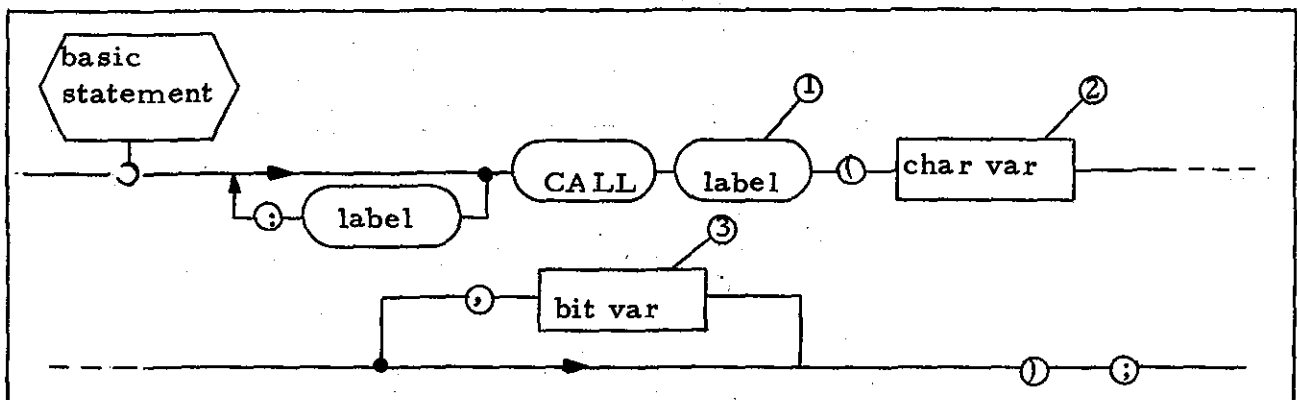 basic
statement
①
②
CALL
label
(
char var
:
label
③
,
bit var
)
;